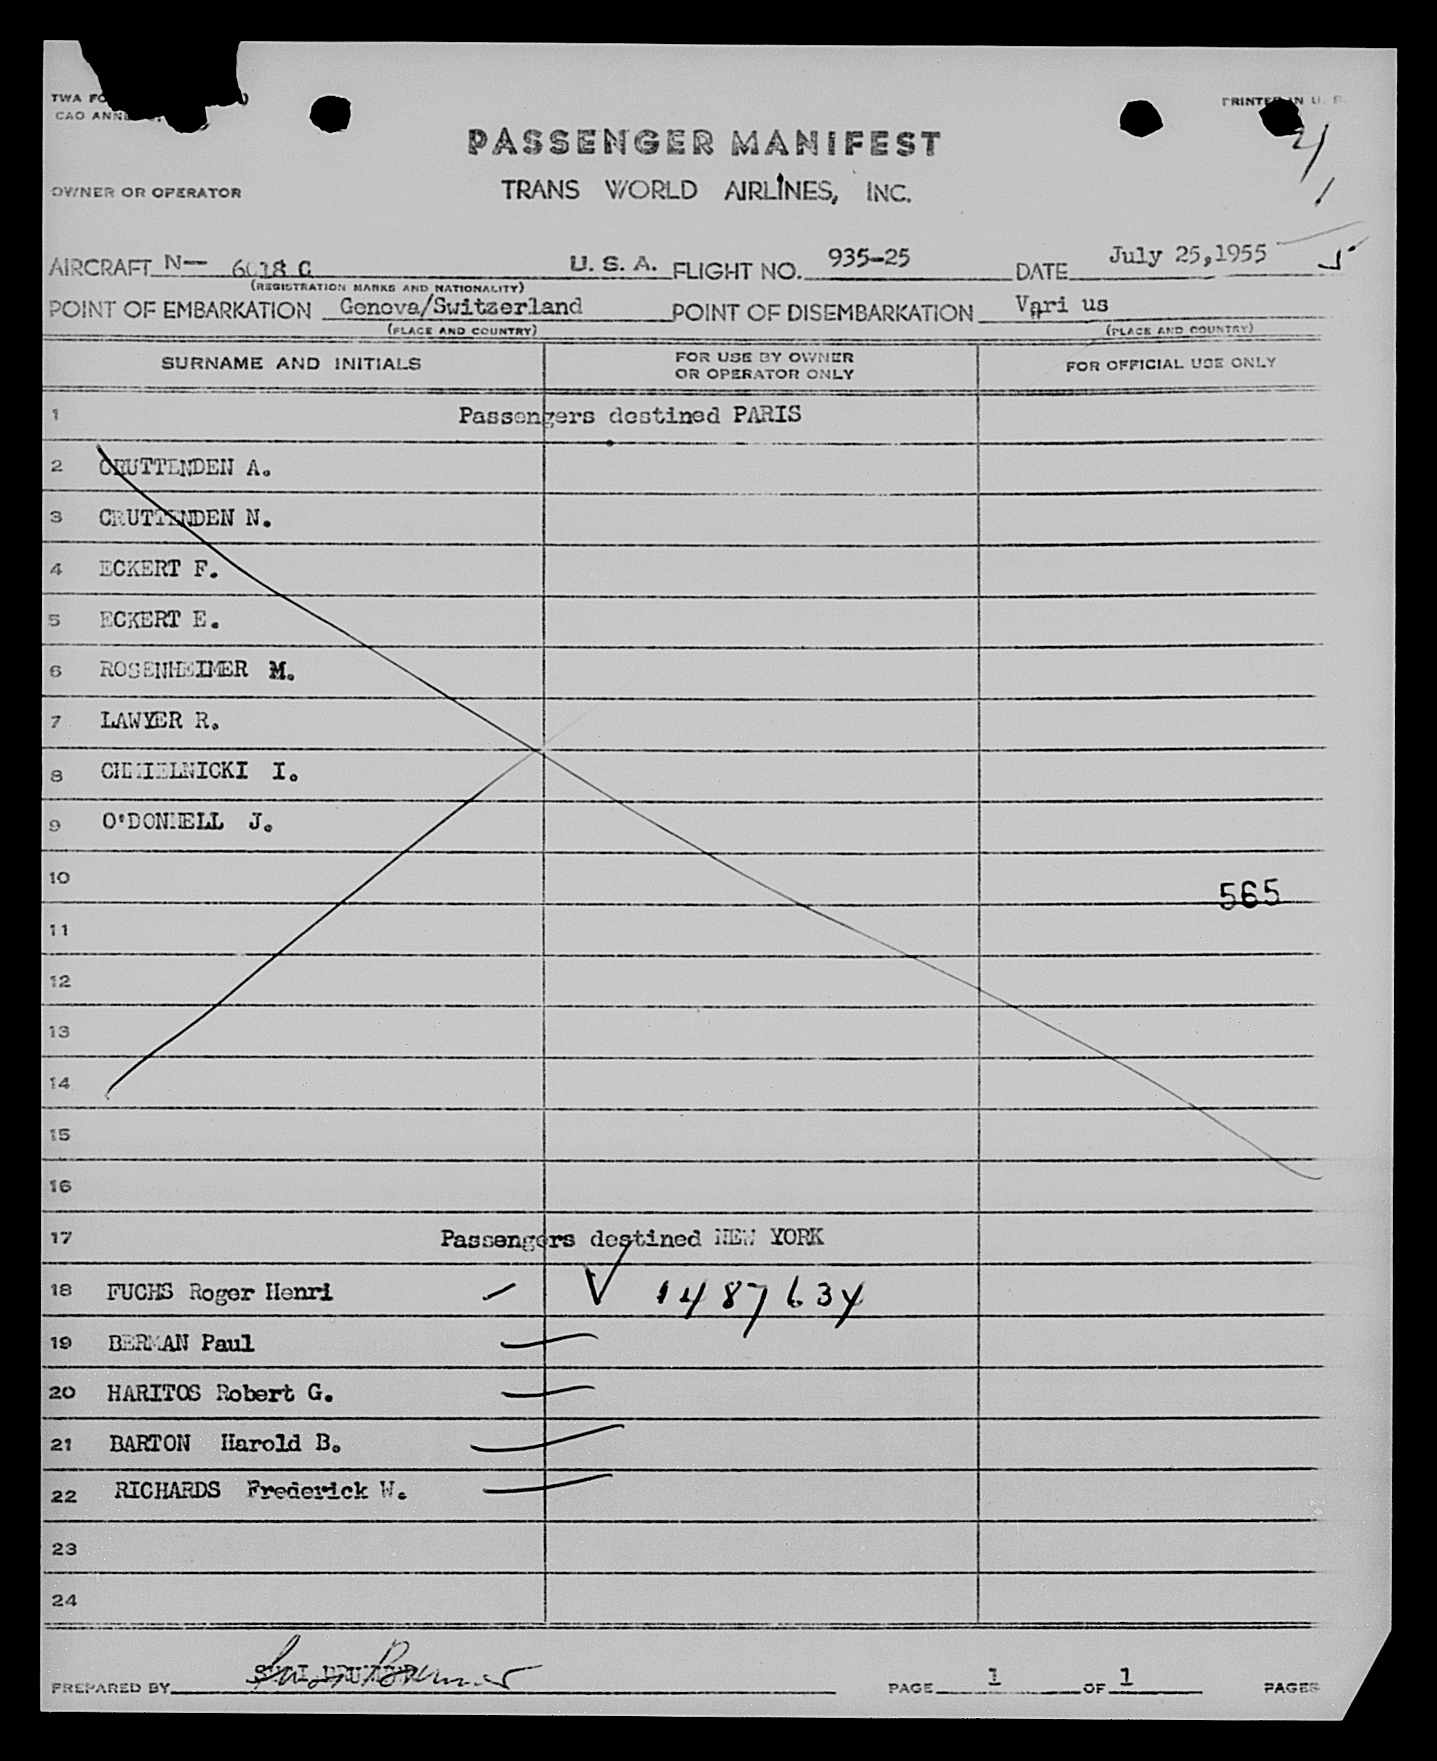 TWA FO
CAO ANNE
PRINTED IN U. S.
PASSENGER MANIFEST
OWNER OR OPERATOR TRANS WORLD AIRLINES, INC.
AIRCRAFT N— 6018 C U. S. A. FLIGHT NO. 935-25 DATE July 25,1955
(REGISTRATION MARKS AND NATIONALITY)
POINT OF EMBARKATION Geneva/Switzerland POINT OF DISEMBARKATION Vari us
(PLACE AND COUNTRY) (PLACE AND COUNTRY)
SURNAME AND INITIALS FOR USE BY OWNER OR OPERATOR ONLY FOR OFFICIAL USE ONLY
1 Passengers destined PARIS
2 CRUTTENDEN A.
3 CRUTTENDEN N.
4 ECKERT F.
5 ECKERT E.
6 ROSENHEIMER M.
7 LAWYER R.
8 CHMIELNICKI I.
9 O'DONNELL J.
10
565
11
12
13
14
15
16
17 Passengers destined NEW YORK
18 FUCHS Roger Henri 1487634
19 BERMAN Paul
20 HARITOS Robert G.
21 BARTON Harold B.
22 RICHARDS Frederick W.
23
24
PREPARED BY PAGE 1 OF 1 PAGES